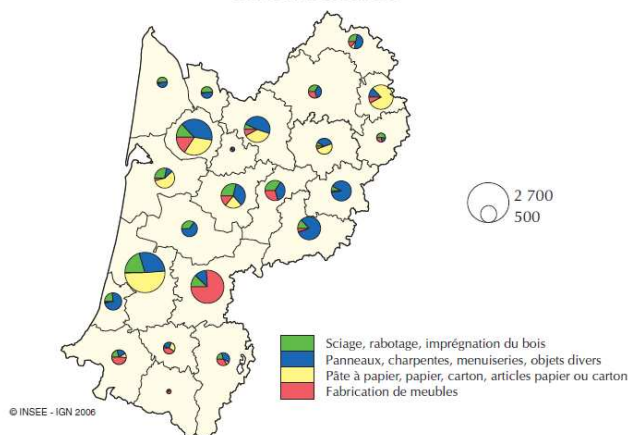 2 700
500
Sciage, rabotage, imprégnation du bois
Panneaux, charpentes, menuiseries, objets divers
Pâte à papier, papier, carton, articles papier ou carton
Fabrication de meubles
© INSEE - IGN 2006